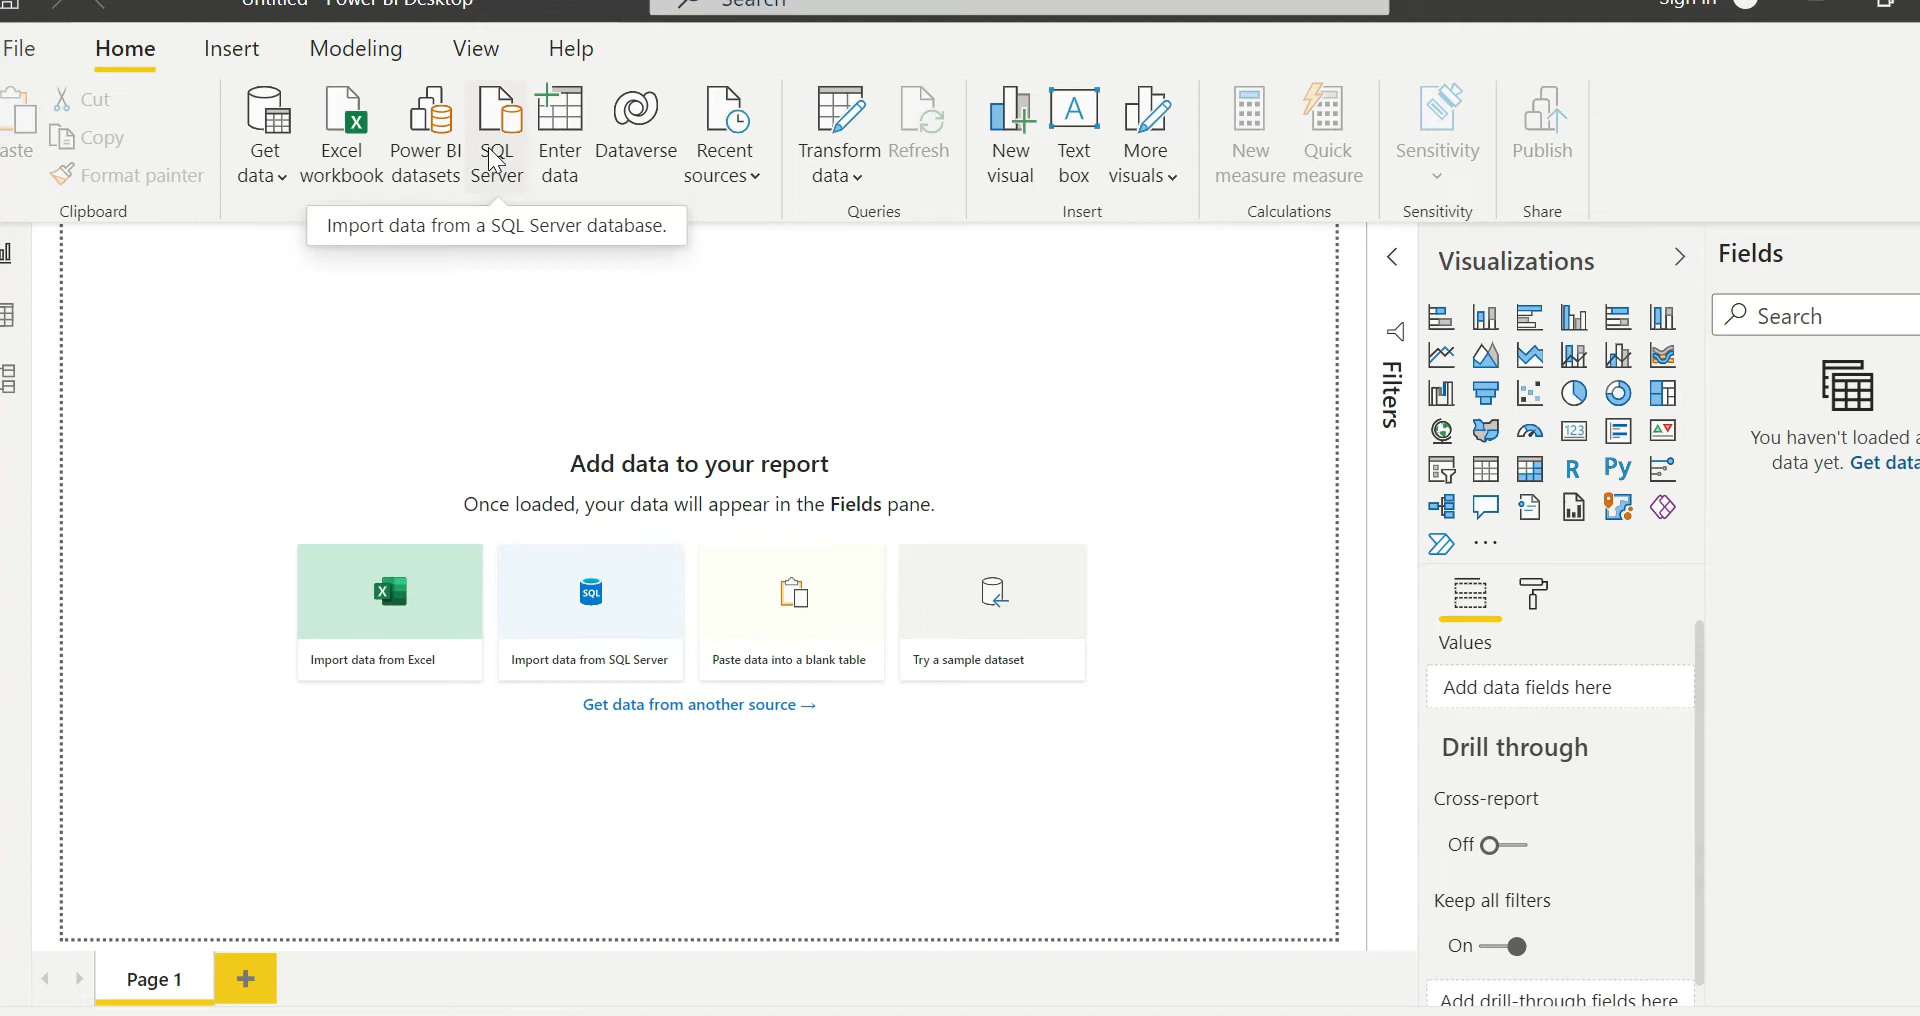 Untitled - Power BI Desktop
Search
Sign in
File
Home
Insert
Modeling
View
Help
Cut
Copy
Format painter
Clipboard
Get
data
Excel
workbook
Power BI
datasets
SQL
Server
Enter
data
Dataverse
Recent
sources
Transform
data
Refresh
Queries
New
visual
Text
box
More
visuals
Insert
New
measure
Quick
measure
Calculations
Sensitivity
Sensitivity
Publish
Share
Import data from a SQL Server database.
Add data to your report
Once loaded, your data will appear in the Fields pane.
Import data from Excel
Import data from SQL Server
Paste data into a blank table
Try a sample dataset
SQL
Get data from another source →
Filters
Visualizations
123
R
Py
Values
Add data fields here
Drill through
Cross-report
Off
Keep all filters
On
Add drill-through fields here
Fields
Search
You haven't loaded
data yet. Get data
Page 1